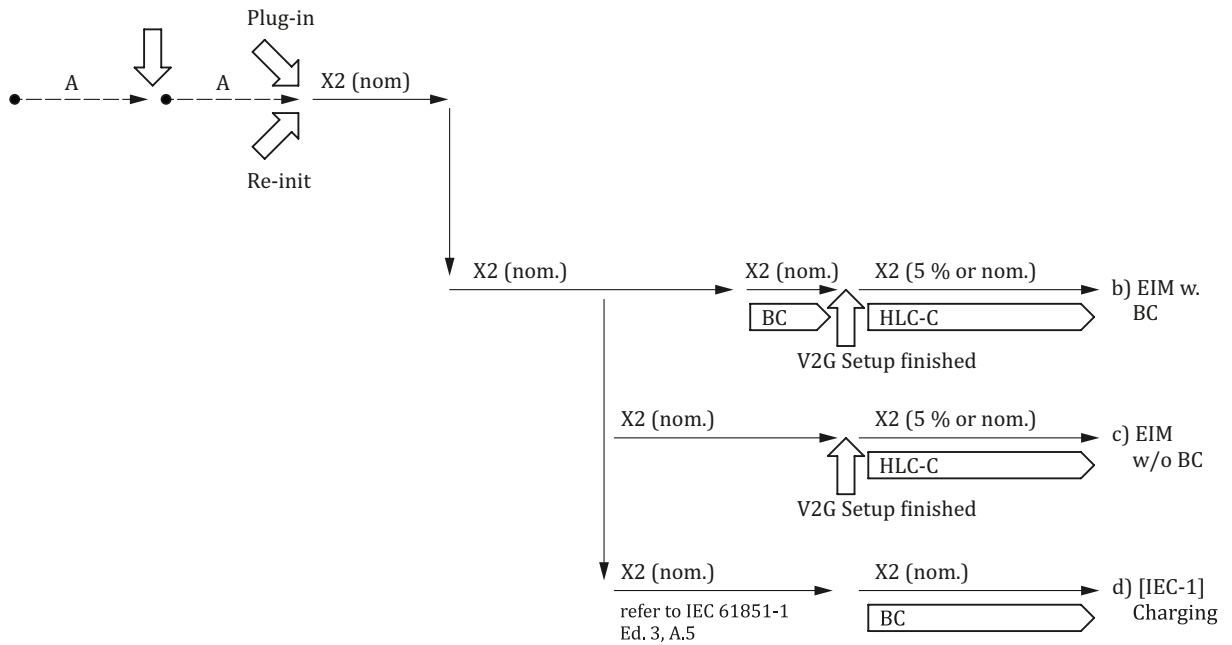 Plug-in
A
A
X2 (nom)
Re-init
X2 (nom.)
X2 (nom.)
X2 (5 % or nom.)
b) EIM w.
BC
BC
HLC-C
V2G Setup finished
X2 (nom.)
X2 (5 % or nom.)
c) EIM
w/o BC
HLC-C
V2G Setup finished
X2 (nom.)
X2 (nom.)
d) [IEC-1]
Charging
refer to IEC 61851-1
Ed. 3, A.5
BC